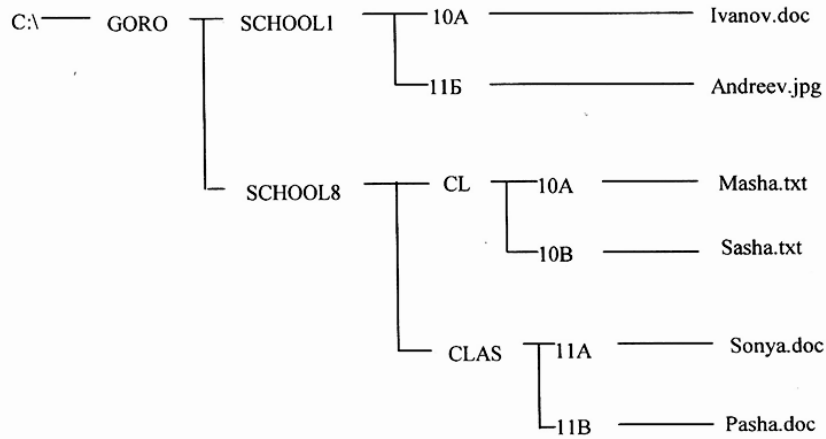 C:\ GORO SCHOOL1 10A Ivanov.doc
11Б Andreev.jpg
SCHOOL8 CL 10A Masha.txt
10B Sasha.txt
CLAS 11A Sonya.doc
11B Pasha.doc